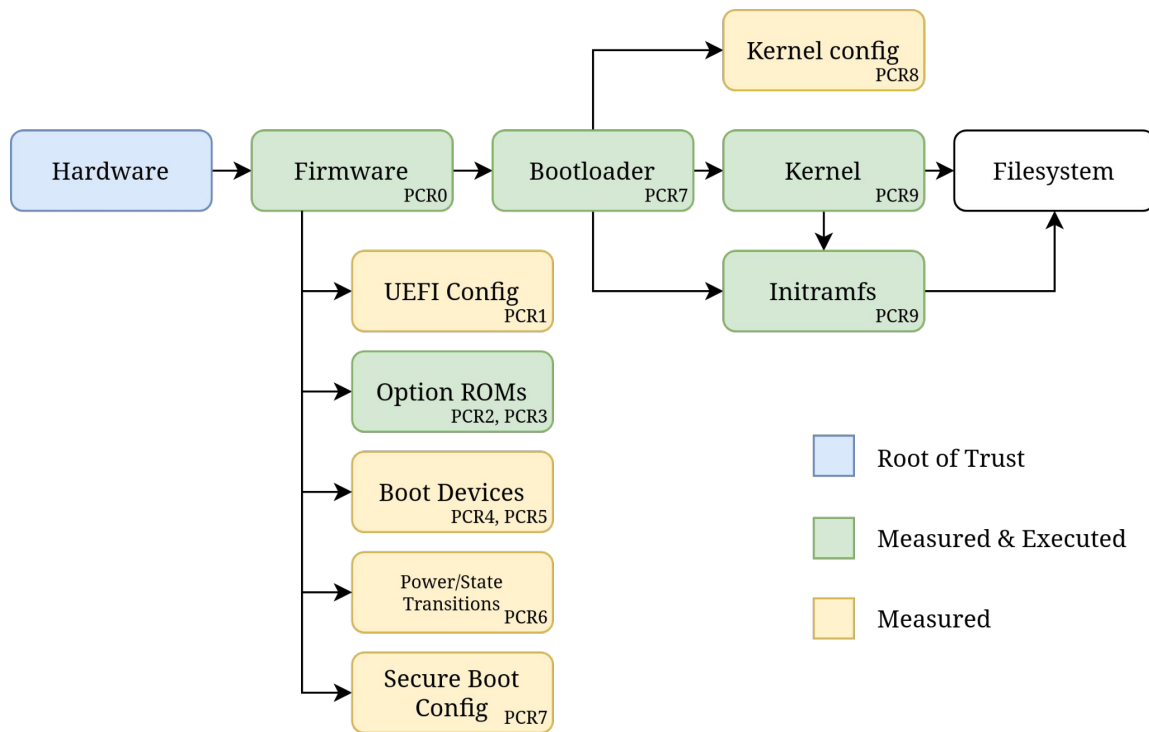 Kernel config
PCR8
Hardware
Firmware
PCR0
Bootloader
PCR7
Kernel
PCR9
Filesystem
UEFI Config
PCR1
Initramfs
PCR9
Option ROMs
PCR2, PCR3
Boot Devices
PCR4, PCR5
Power/State
Transitions
PCR6
Secure Boot
Config
PCR7
Root of Trust
Measured & Executed
Measured